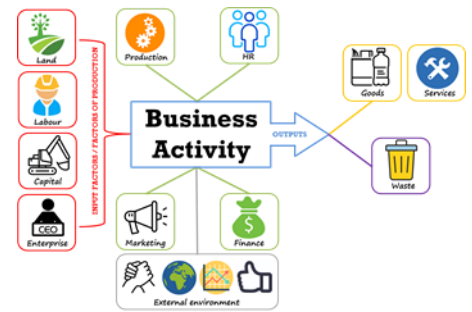 Land
Labour
Capital
CEO
Enterprise
INPUT FACTORS / FACTORS OF PRODUCTION
Production
HR
Business
Activity
OUTPUTS
Marketing
Finance
External environment
Goods
Services
Waste